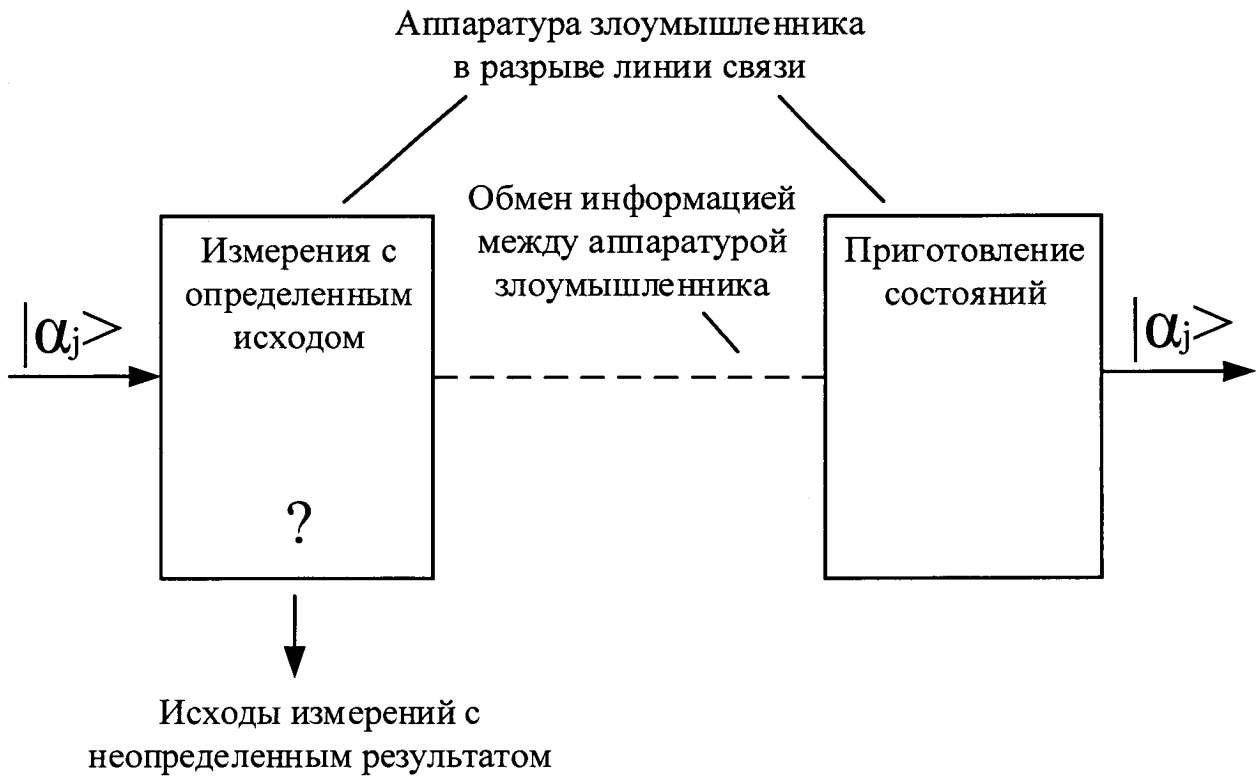 Аппаратура злоумышленника
в разрыве линии связи
Обмен информацией
между аппаратурой
злоумышленника
Измерения с
определенным
исходом
Приготовление
состояний
|αj>
|αj>
?
Исходы измерений с
неопределенным результатом